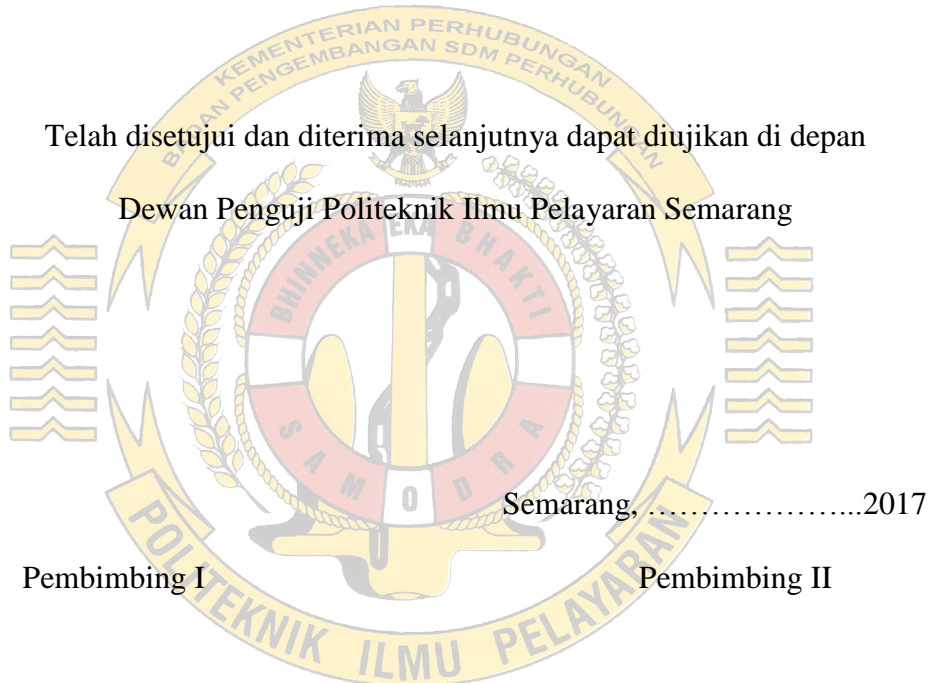 KEMENTERIAN PERHUBUNGAN
BADAN PENGEMBANGAN SDM PERHUBUNGAN
Telah disetujui dan diterima selanjutnya dapat diujikan di depan
Dewan Penguji Politeknik Ilmu Pelayaran Semarang
BHINNEKA EKA BHAKTI
SAMODRA
Semarang, …………………...2017
Pembimbing I Pembimbing II
POLITEKNIK ILMU PELAYARAN